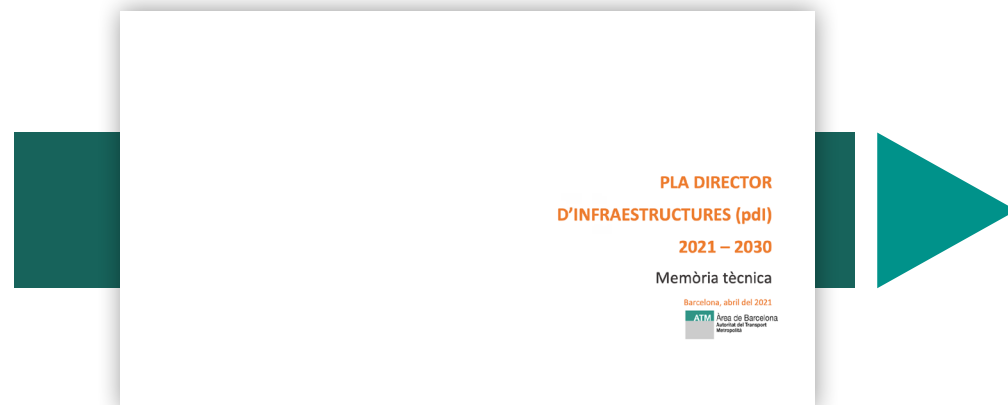 PLA DIRECTOR
D’INFRAESTRUCTURES (pdI)
2021 – 2030
Memòria tècnica
Barcelona, abril del 2021
ATM Àrea de Barcelona
Autoritat del Transport
Metropolità